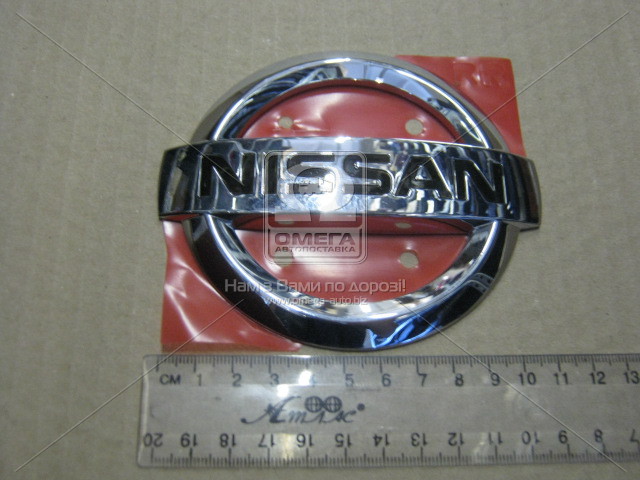 NISSAN
ОМЕГА
АВТОПОСТАВКА
Нам з Вами по дорозі!
www.omega-auto.biz
СМ 1 2 3 4 5 6 7 8 9 10 11 12 13
Атлас
20 19 18 17 16 15 14 13 12 11 10 9 8 7